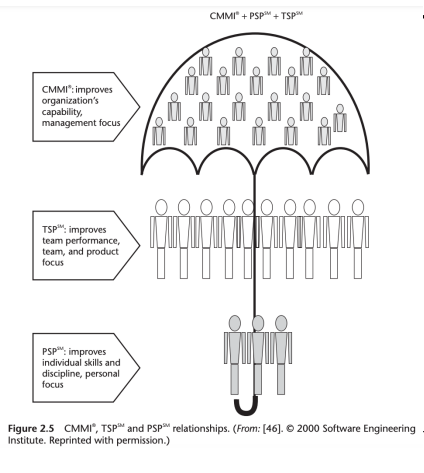 CMMI® + PSP℠ + TSP℠
CMMI®: improves
organization's
capability,
management focus
TSP℠: improves
team performance,
team, and product
focus
PSP℠: improves
individual skills and
discipline, personal
focus
Figure 2.5 CMMI®, TSP℠ and PSP℠ relationships. (From: [46]. © 2000 Software Engineering
Institute. Reprinted with permission.)